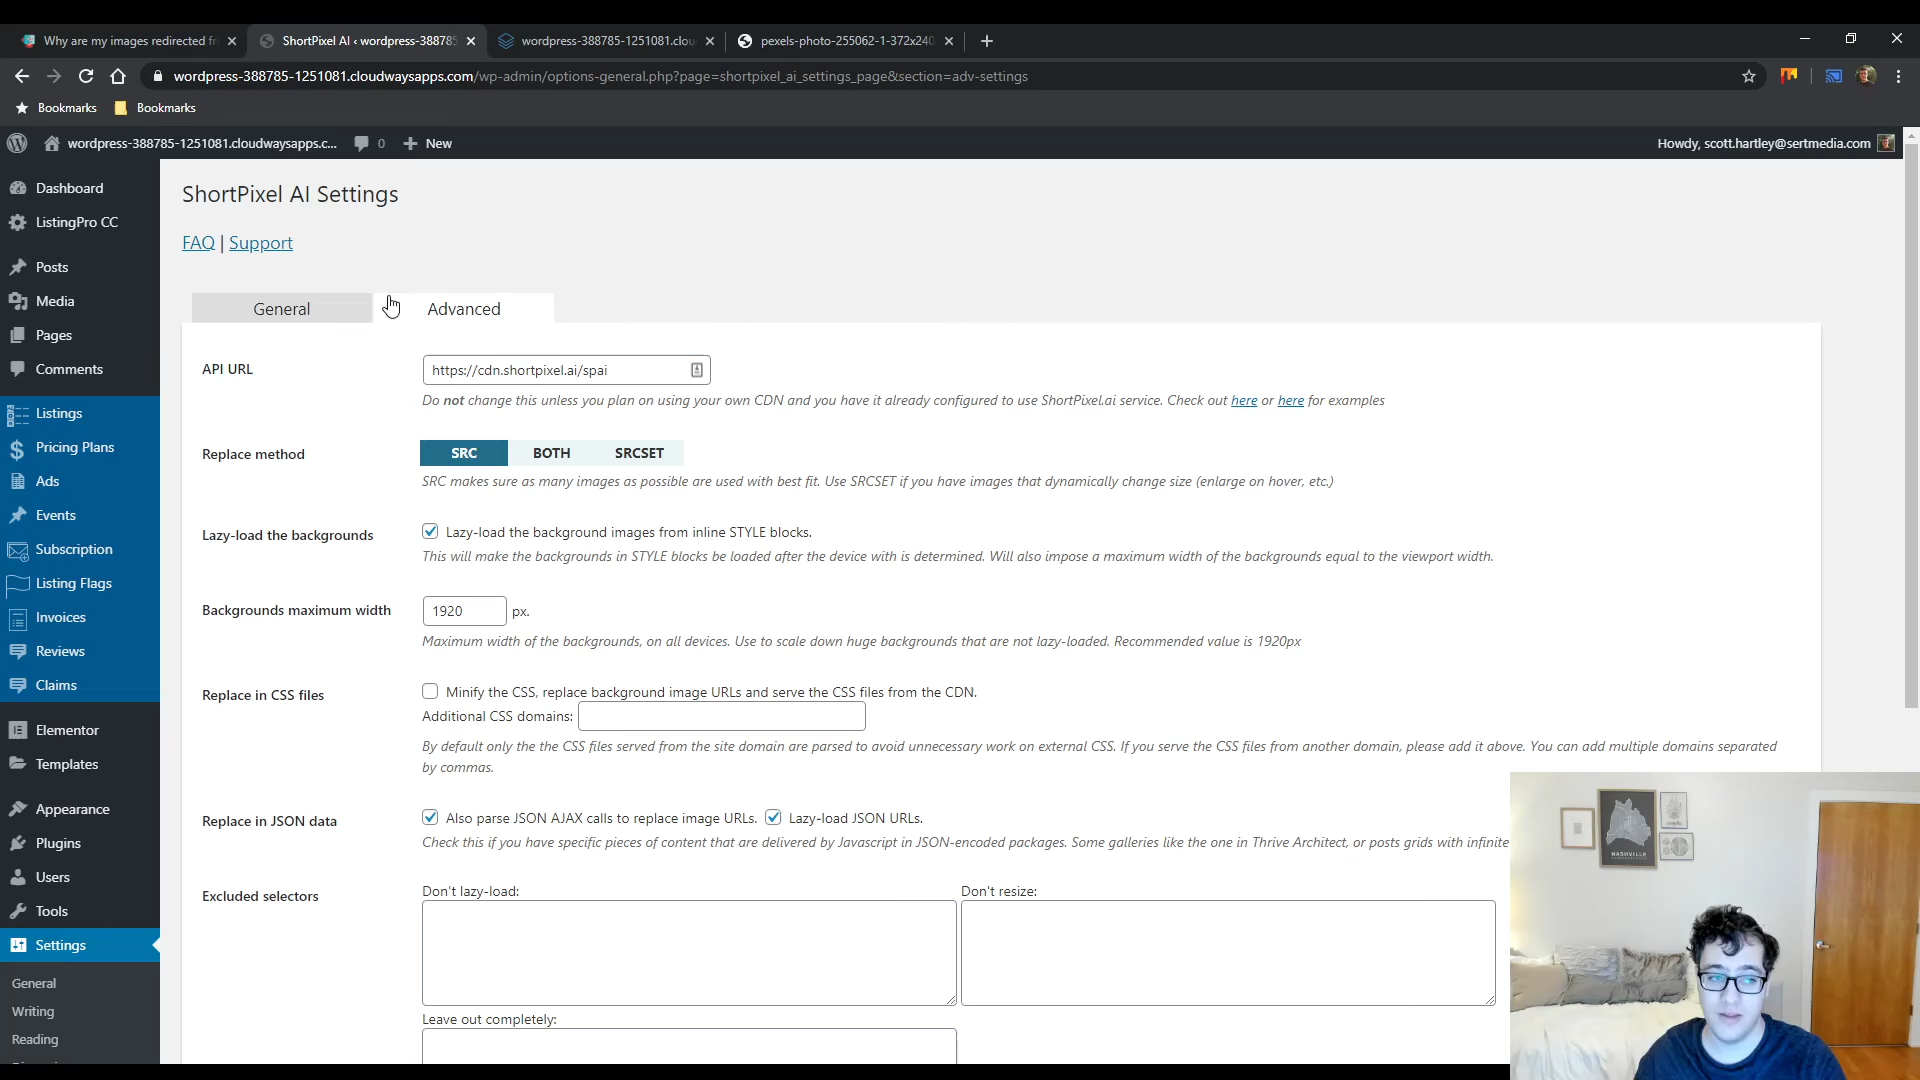 Why are my images redirected fr
ShortPixel AI ‹ wordpress-388785
wordpress-388785-1251081.clou
pexels-photo-255062-1-372x240
wordpress-388785-1251081.cloudwaysapps.com/wp-admin/options-general.php?page=shortpixel_ai_settings_page&section=adv-settings
Bookmarks
Bookmarks
wordpress-388785-1251081.cloudwaysapps.c...
0
New
Howdy, scott.hartley@sertmedia.com
Dashboard
ListingPro CC
Posts
Media
Pages
Comments
Listings
Pricing Plans
Ads
Events
Subscription
Listing Flags
Invoices
Reviews
Claims
Elementor
Templates
Appearance
Plugins
Users
Tools
Settings
General
Writing
Reading
ShortPixel AI Settings
FAQ | Support
General
Advanced
API URL
https://cdn.shortpixel.ai/spai
Do not change this unless you plan on using your own CDN and you have it already configured to use ShortPixel.ai service. Check out here or here for examples
Replace method
SRC BOTH SRCSET
SRC makes sure as many images as possible are used with best fit. Use SRCSET if you have images that dynamically change size (enlarge on hover, etc.)
Lazy-load the backgrounds
Lazy-load the background images from inline STYLE blocks.
This will make the backgrounds in STYLE blocks be loaded after the device with is determined. Will also impose a maximum width of the backgrounds equal to the viewport width.
Backgrounds maximum width
1920 px.
Maximum width of the backgrounds, on all devices. Use to scale down huge backgrounds that are not lazy-loaded. Recommended value is 1920px
Replace in CSS files
Minify the CSS, replace background image URLs and serve the CSS files from the CDN.
Additional CSS domains:
By default only the the CSS files served from the site domain are parsed to avoid unnecessary work on external CSS. If you serve the CSS files from another domain, please add it above. You can add multiple domains separated
by commas.
Replace in JSON data
Also parse JSON AJAX calls to replace image URLs. Lazy-load JSON URLs.
Check this if you have specific pieces of content that are delivered by Javascript in JSON-encoded packages. Some galleries like the one in Thrive Architect, or posts grids with infinite
Excluded selectors
Don't lazy-load:
Don't resize:
Leave out completely:
NASHVILLE